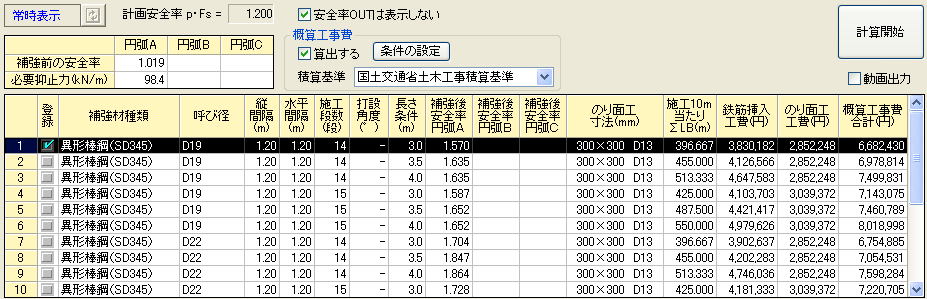 常時表示 計画安全率 p・Fs = 1.200 安全率OUTは表示しない 計算開始
概算工事費
算出する 条件の設定
積算基準 国土交通省土木工事積算基準
動画出力
円弧A 円弧B 円弧C
補強前の安全率 1.019
必要抑止力(kN/m) 98.4
登録 補強材種類 呼び径 縦間隔(m) 水平間隔(m) 施工段数(段) 打設角度(°) 長さ条件(m) 補強後安全率円弧A 補強後安全率円弧B 補強後安全率円弧C のり面工寸法(mm) 施工10m当たりΣLB(m) 鉄筋挿入工費(円) のり面工工費(円) 概算工事費合計(円)
1 異形棒鋼(SD345) D19 1.20 1.20 14 - 3.0 1.570 300×300 D13 396.667 3,830,182 2,852,248 6,682,430
2 異形棒鋼(SD345) D19 1.20 1.20 14 - 3.5 1.635 300×300 D13 455.000 4,126,566 2,852,248 6,978,814
3 異形棒鋼(SD345) D19 1.20 1.20 14 - 4.0 1.635 300×300 D13 513.333 4,647,583 2,852,248 7,499,831
4 異形棒鋼(SD345) D19 1.20 1.20 15 - 3.0 1.587 300×300 D13 425.000 4,103,703 3,039,372 7,143,075
5 異形棒鋼(SD345) D19 1.20 1.20 15 - 3.5 1.652 300×300 D13 487.500 4,421,417 3,039,372 7,460,789
6 異形棒鋼(SD345) D19 1.20 1.20 15 - 4.0 1.652 300×300 D13 550.000 4,979,626 3,039,372 8,018,998
7 異形棒鋼(SD345) D22 1.20 1.20 14 - 3.0 1.704 300×300 D13 396.667 3,902,637 2,852,248 6,754,885
8 異形棒鋼(SD345) D22 1.20 1.20 14 - 3.5 1.847 300×300 D13 455.000 4,202,283 2,852,248 7,054,531
9 異形棒鋼(SD345) D22 1.20 1.20 14 - 4.0 1.864 300×300 D13 513.333 4,746,036 2,852,248 7,598,284
10 異形棒鋼(SD345) D22 1.20 1.20 15 - 3.0 1.728 300×300 D13 425.000 4,181,333 3,039,372 7,220,705